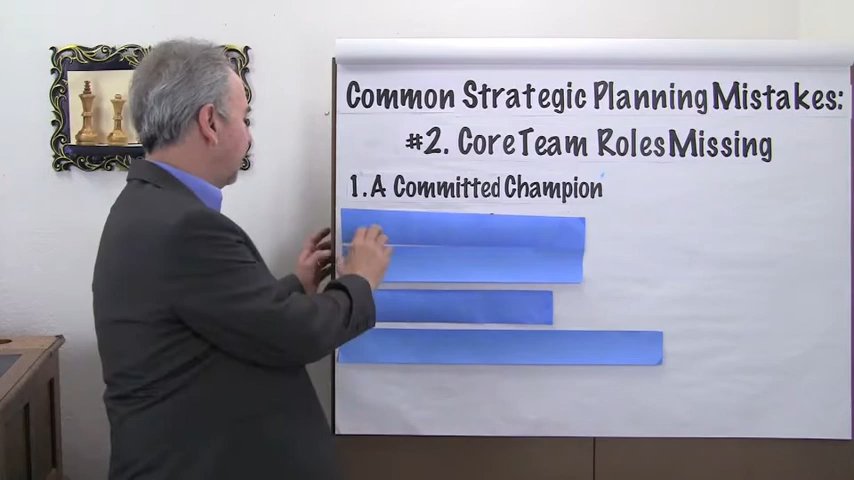 Common Strategic Planning Mistakes:
#2. Core Team Roles Missing
1. A Committed Champion